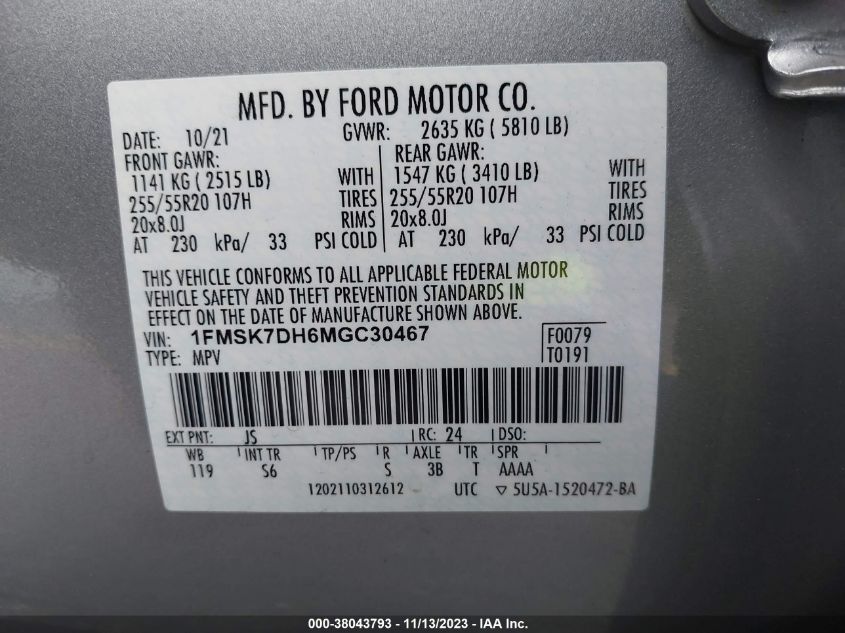 MFD. BY FORD MOTOR CO.
DATE: 10/21 GVWR: 2635 KG ( 5810 LB)
FRONT GAWR: REAR GAWR:
1141 KG ( 2515 LB) WITH 1547 KG ( 3410 LB) WITH
255/55R20 107H TIRES 255/55R20 107H TIRES
20x8.0J RIMS 20x8.0J RIMS
AT 230 kPa/ 33 PSI COLD AT 230 kPa/ 33 PSI COLD
THIS VEHICLE CONFORMS TO ALL APPLICABLE FEDERAL MOTOR
VEHICLE SAFETY AND THEFT PREVENTION STANDARDS IN
EFFECT ON THE DATE OF MANUFACTURE SHOWN ABOVE.
VIN: 1FMSK7DH6MGC30467 F0079
TYPE: MPV T0191
EXT PNT: JS RC: 24 DSO:
WB INT TR TP/PS R AXLE TR SPR
119 S6 S 3B T AAAA
1202110312612 UTC ▽ 5U5A-1520472-BA
000-38043793 - 11/13/2023 - IAA Inc.